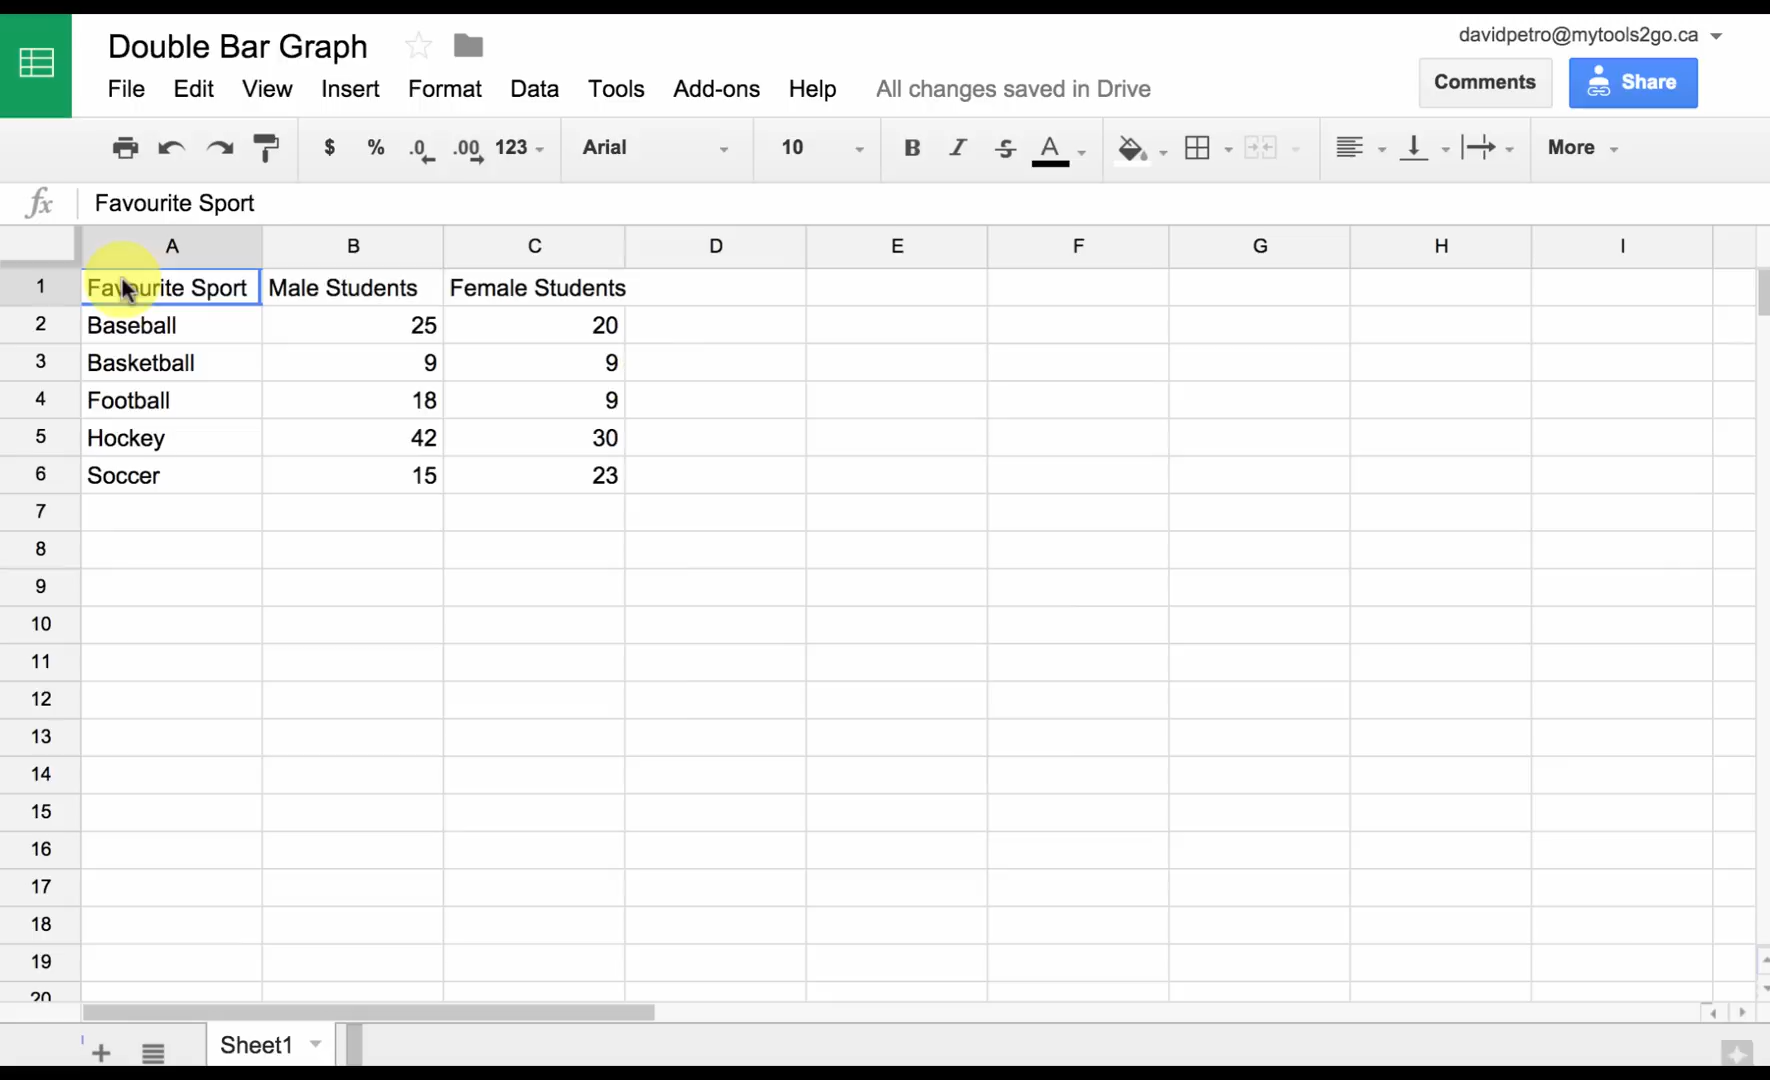 Double Bar Graph
davidpetro@mytools2go.ca
File Edit View Insert Format Data Tools Add-ons Help All changes saved in Drive
Comments Share
$ % .0 .00 123 Arial 10 B I S A More
fx Favourite Sport
A B C D E F G H I
1 Favourite Sport Male Students Female Students
2 Baseball 25 20
3 Basketball 9 9
4 Football 18 9
5 Hockey 42 30
6 Soccer 15 23
7
8
9
10
11
12
13
14
15
16
17
18
19
20
Sheet1